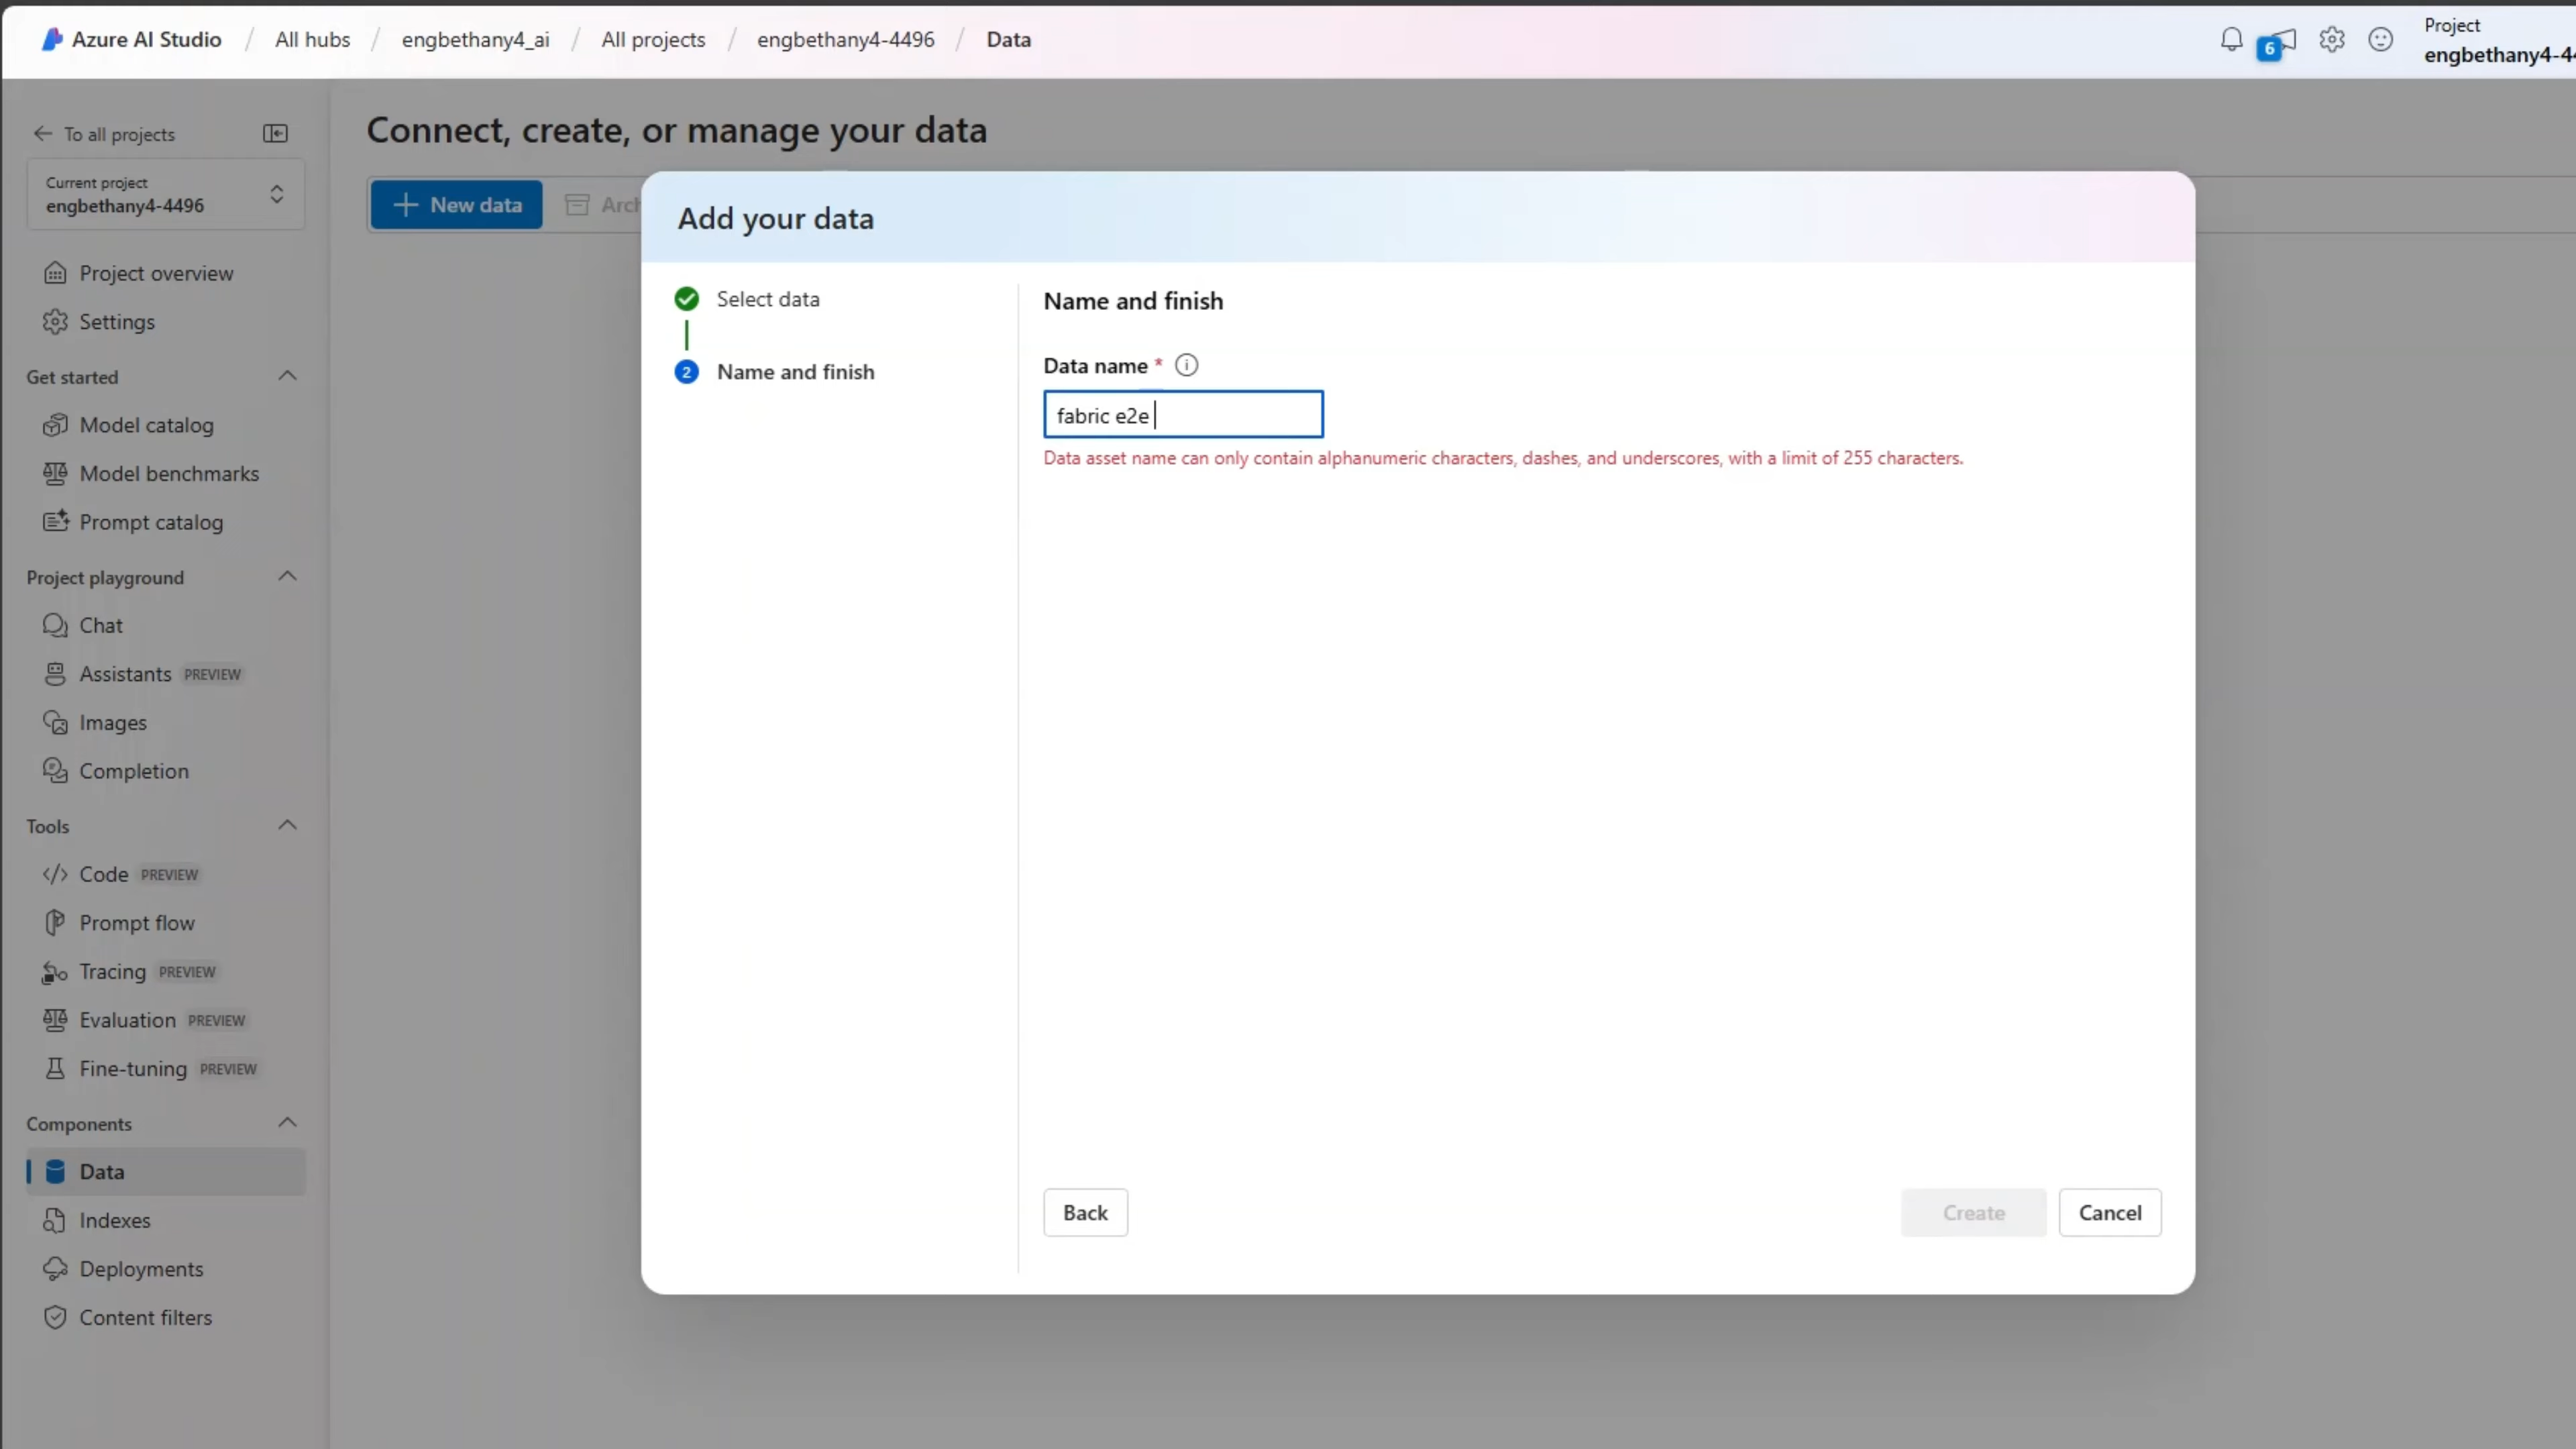 Azure AI Studio / All hubs / engbethany4_ai / All projects / engbethany4-4496 / Data
6
Project
engbethany4-44
To all projects
Current project
engbethany4-4496
Project overview
Settings
Get started
Model catalog
Model benchmarks
Prompt catalog
Project playground
Chat
Assistants PREVIEW
Images
Completion
Tools
Code PREVIEW
Prompt flow
Tracing PREVIEW
Evaluation PREVIEW
Fine-tuning PREVIEW
Components
Data
Indexes
Deployments
Content filters
Connect, create, or manage your data
New data
Arch
Add your data
Select data
2 Name and finish
Name and finish
Data name *
fabric e2e
Data asset name can only contain alphanumeric characters, dashes, and underscores, with a limit of 255 characters.
Back
Create
Cancel